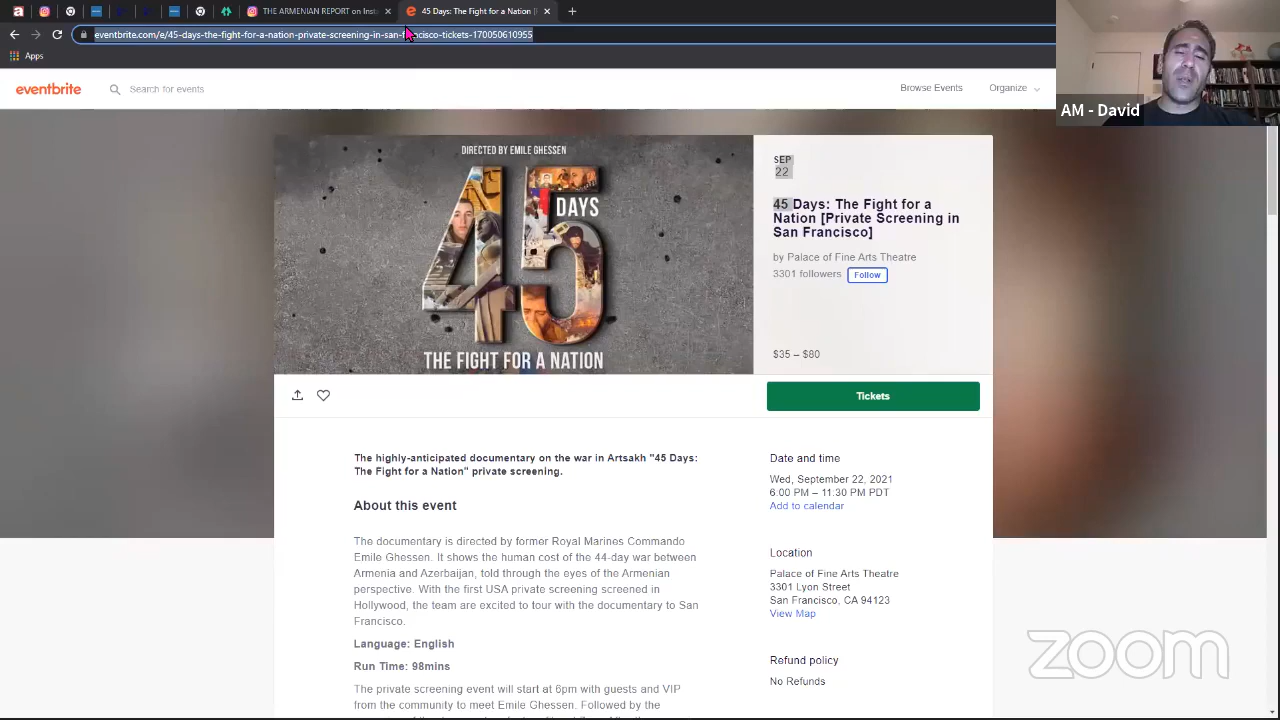 THE ARMENIAN REPORT on Inst
45 Days: The Fight for a Nation [
eventbrite.com/e/45-days-the-fight-for-a-nation-private-screening-in-san-francisco-tickets-170050610955
Apps
eventbrite
Search for events
Browse Events
Organize
AM - David
DIRECTED BY EMILE GHESSEN
45
DAYS
THE FIGHT FOR A NATION
SEP
22
45 Days: The Fight for a
Nation [Private Screening in
San Francisco]
by Palace of Fine Arts Theatre
3301 followers
Follow
$35 – $80
Tickets
The highly-anticipated documentary on the war in Artsakh "45 Days:
The Fight for a Nation" private screening.
About this event
The documentary is directed by former Royal Marines Commando
Emile Ghessen. It shows the human cost of the 44-day war between
Armenia and Azerbaijan, told through the eyes of the Armenian
perspective. With the first USA private screening screened in
Hollywood, the team are excited to tour with the documentary to San
Francisco.
Language: English
Run Time: 98mins
The private screening event will start at 6pm with guests and VIP
from the community to meet Emile Ghessen. Followed by the
Date and time
Wed, September 22, 2021
6:00 PM – 11:30 PM PDT
Add to calendar
Location
Palace of Fine Arts Theatre
3301 Lyon Street
San Francisco, CA 94123
View Map
Refund policy
No Refunds
zoom